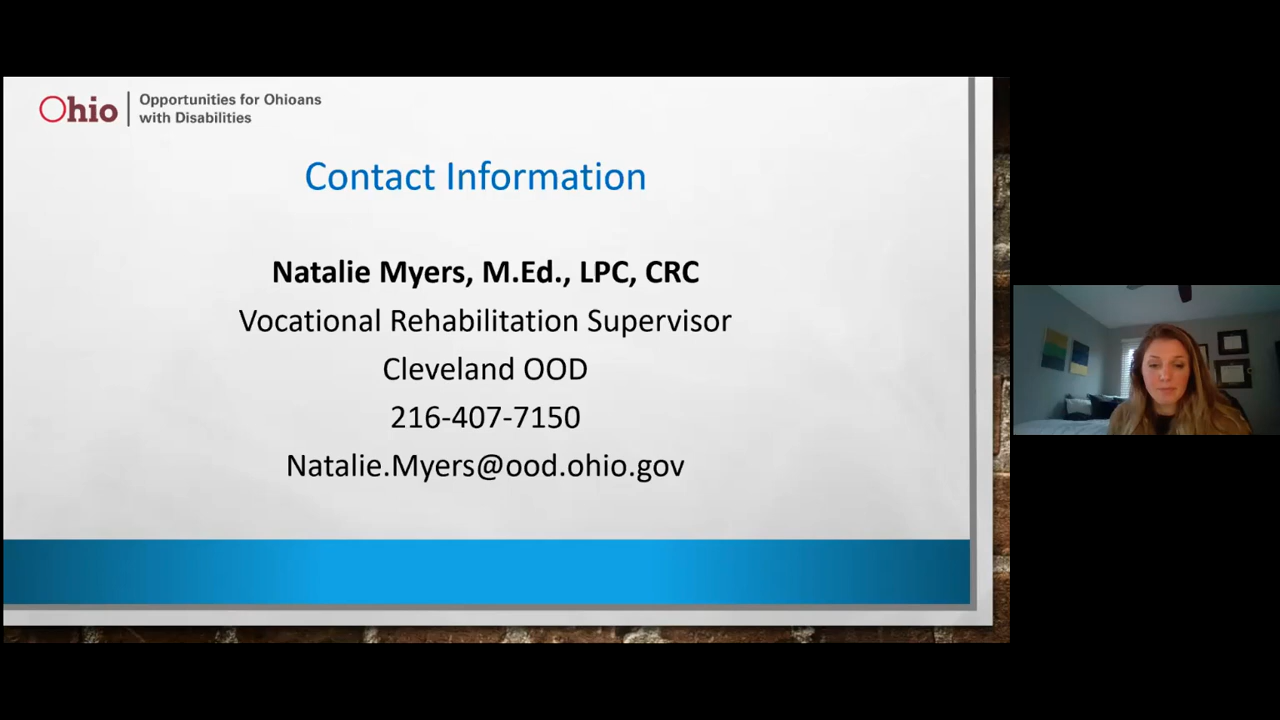 Ohio
Opportunities for Ohioans
with Disabilities
Contact Information
Natalie Myers, M.Ed., LPC, CRC
Vocational Rehabilitation Supervisor
Cleveland OOD
216-407-7150
Natalie.Myers@ood.ohio.gov